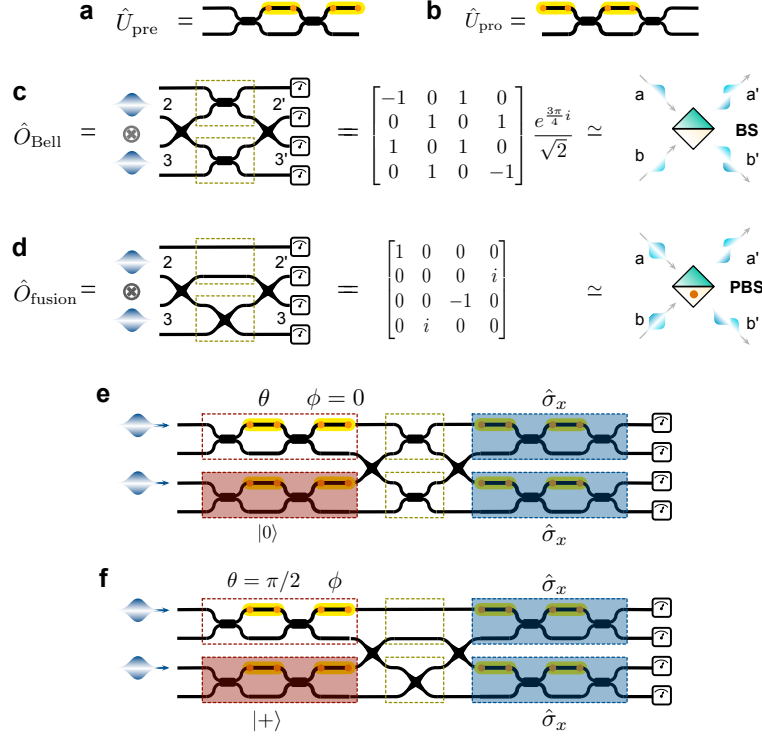 a Û_pre =
b Û_pro =
c
Ô_Bell = 2 3 ⊗ 2' 3' = [−1 0 1 0
0 1 0 1
1 0 1 0
0 1 0 −1] e^{3π/4 i} / √2 ≃ a b a' b' BS
d
Ô_fusion = 2 3 ⊗ 2' 3 = [1 0 0 0
0 0 0 i
0 0 −1 0
0 i 0 0] ≃ a b a' b' PBS
e
θ ϕ = 0 σ̂_x
|0⟩ σ̂_x
f
θ = π/2 ϕ σ̂_x
|+⟩ σ̂_x